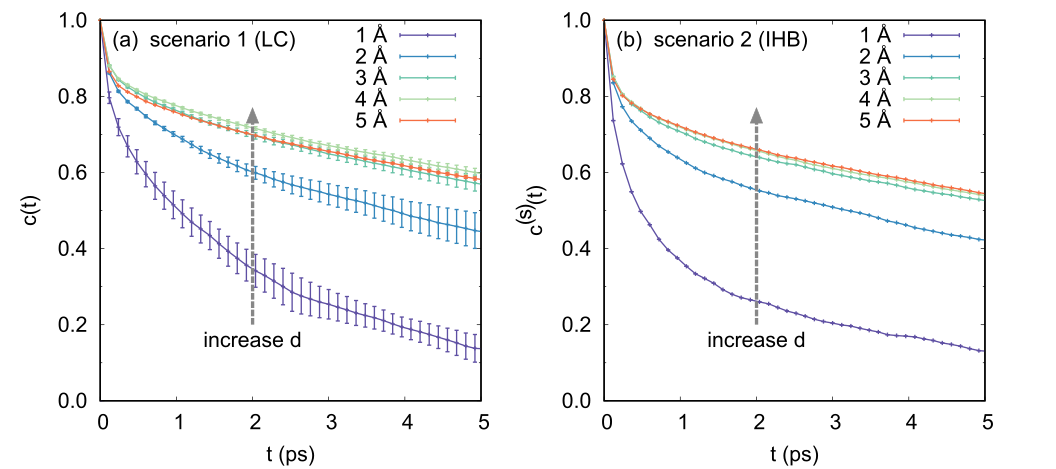 (a) scenario 1 (LC)
1 Å
2 Å
3 Å
4 Å
5 Å
increase d
1.0
0.8
0.6
0.4
0.2
0.0
c(t)
0 1 2 3 4 5
t (ps)
(b) scenario 2 (IHB)
1 Å
2 Å
3 Å
4 Å
5 Å
increase d
1.0
0.8
0.6
0.4
0.2
0.0
c(s)(t)
0 1 2 3 4 5
t (ps)